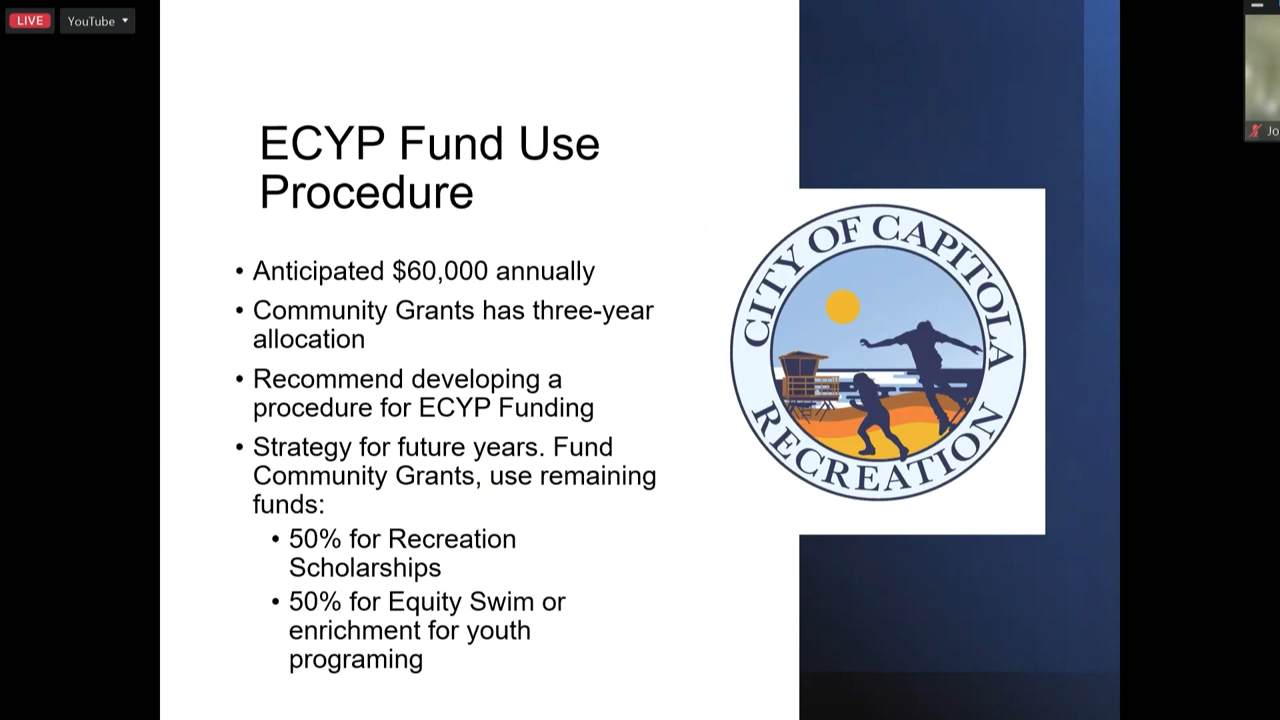 LIVE
YouTube
Jo
ECYP Fund Use
Procedure
• Anticipated $60,000 annually
• Community Grants has three-year
allocation
• Recommend developing a
procedure for ECYP Funding
• Strategy for future years. Fund
Community Grants, use remaining
funds:
• 50% for Recreation
Scholarships
• 50% for Equity Swim or
enrichment for youth
programing
CITY OF CAPITOLA
RECREATION